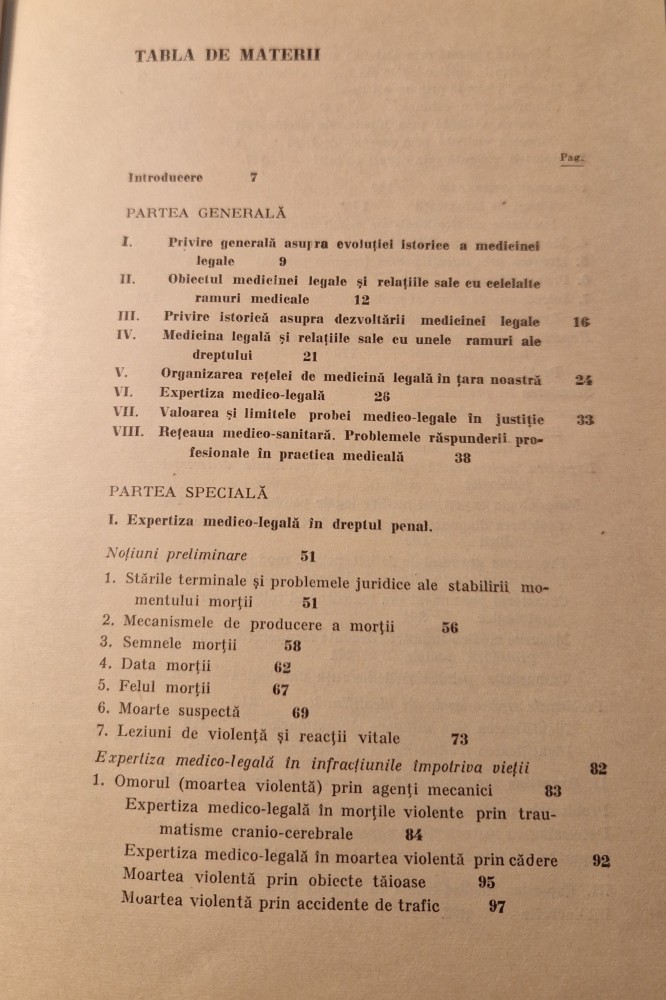 TABLA DE MATERII
Pag.
Introducere 7
PARTEA GENERALĂ
I. Privire generală asupra evoluției istorice a medicinei
legale 9
II. Obiectul medicinei legale și relațiile sale cu celelalte
ramuri medicale 12
III. Privire istorică asupra dezvoltării medicinei legale 16
IV. Medicina legală și relațiile sale cu unele ramuri ale
dreptului 21
V. Organizarea rețelei de medicină legală în țara noastră 24
VI. Expertiza medico-legală 26
VII. Valoarea și limitele probei medico-legale în justiție 33
VIII. Rețeaua medico-sanitară. Problemele răspunderii pro-
fesionale în practica medicală 38
PARTEA SPECIALĂ
I. Expertiza medico-legală în dreptul penal.
Noțiuni preliminare 51
1. Stările terminale și problemele juridice ale stabilirii mo-
mentului morții 51
2. Mecanismele de producere a morții 56
3. Semnele morții 58
4. Data morții 62
5. Felul morții 67
6. Moarte suspectă 69
7. Leziuni de violență și reacții vitale 73
Expertiza medico-legală în infracțiunile împotriva vieții 82
1. Omorul (moartea violentă) prin agenți mecanici 83
Expertiza medico-legală în morțile violente prin trau-
matisme cranio-cerebrale 84
Expertiza medico-legală în moartea violentă prin cădere 92
Moartea violentă prin obiecte tăioase 95
Moartea violentă prin accidente de trafic 97